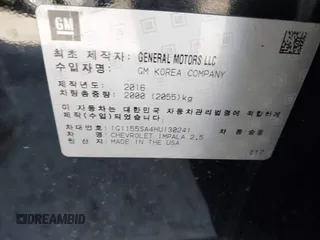 GM
최초 제작자: GENERAL MOTORS LLC
수입자명: GM KOREA COMPANY
제작년도: 2016
차량총중량: 2000 (2055)kg
이 자동차는 대한민국 자동차관리법령에 적합하게
제작(수입)되었습니다.
차대번호: 1G1155SA4HU130241
차명: CHEVROLET IMPALA 2.5
차종: 승용
원산지: MADE IN THE USA
DREAMBID